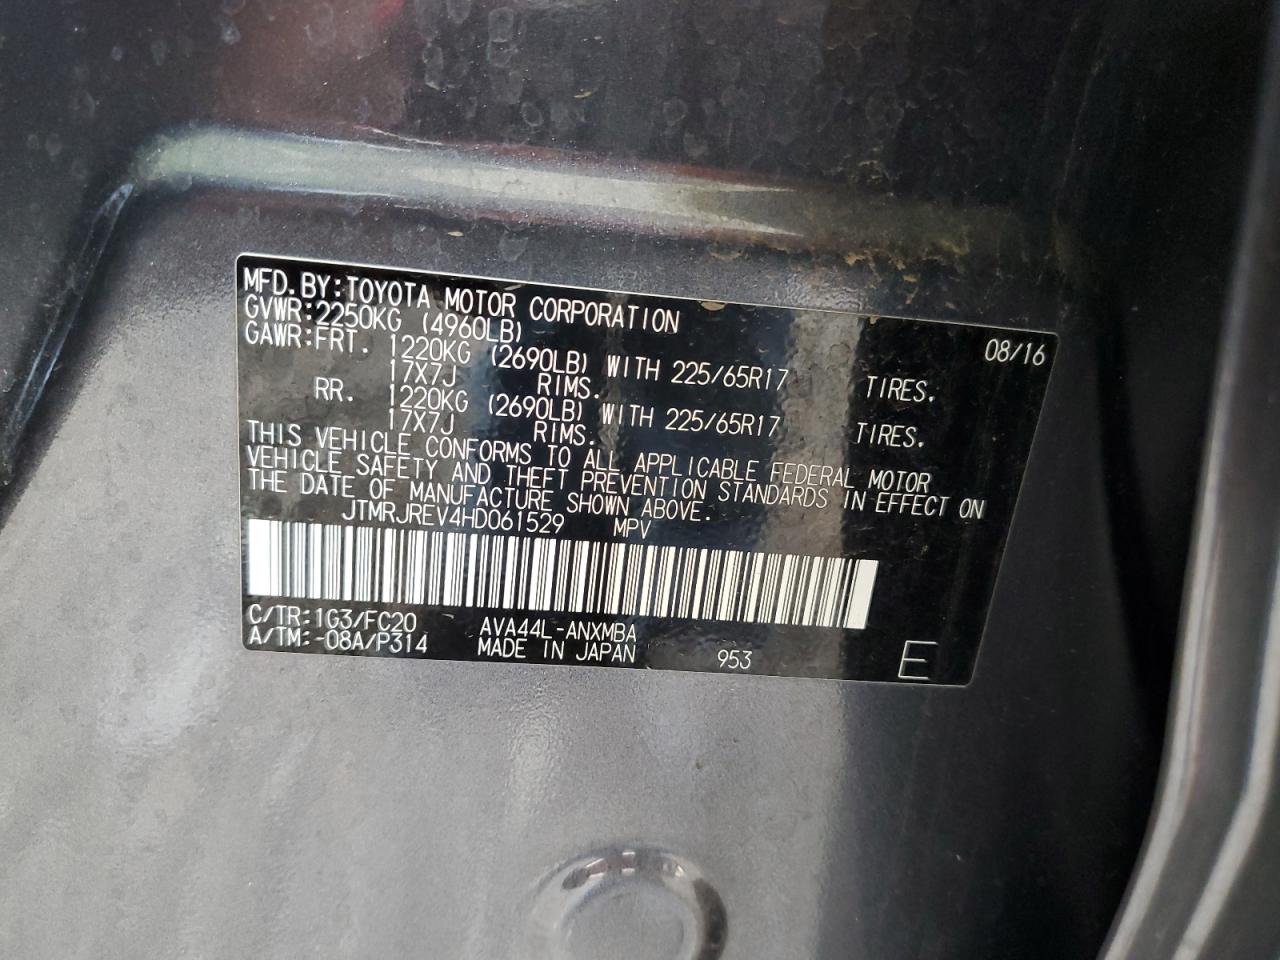 MFD.BY:TOYOTA MOTOR CORPORATION 08/16
GVWR:2250KG (4960LB)
GAWR:FRT. 1220KG (2690LB) WITH 225/65R17 TIRES.
17X7J RIMS.
RR. 1220KG (2690LB) WITH 225/65R17 TIRES.
17X7J RIMS.
THIS VEHICLE CONFORMS TO ALL APPLICABLE FEDERAL MOTOR
VEHICLE SAFETY AND THEFT PREVENTION STANDARDS IN EFFECT ON
THE DATE OF MANUFACTURE SHOWN ABOVE.
JTMRJREV4HD061529 MPV
C/TR:1G3/FC20 AVA44L-ANXMBA
A/TM:-08A/P314 MADE IN JAPAN 953 E